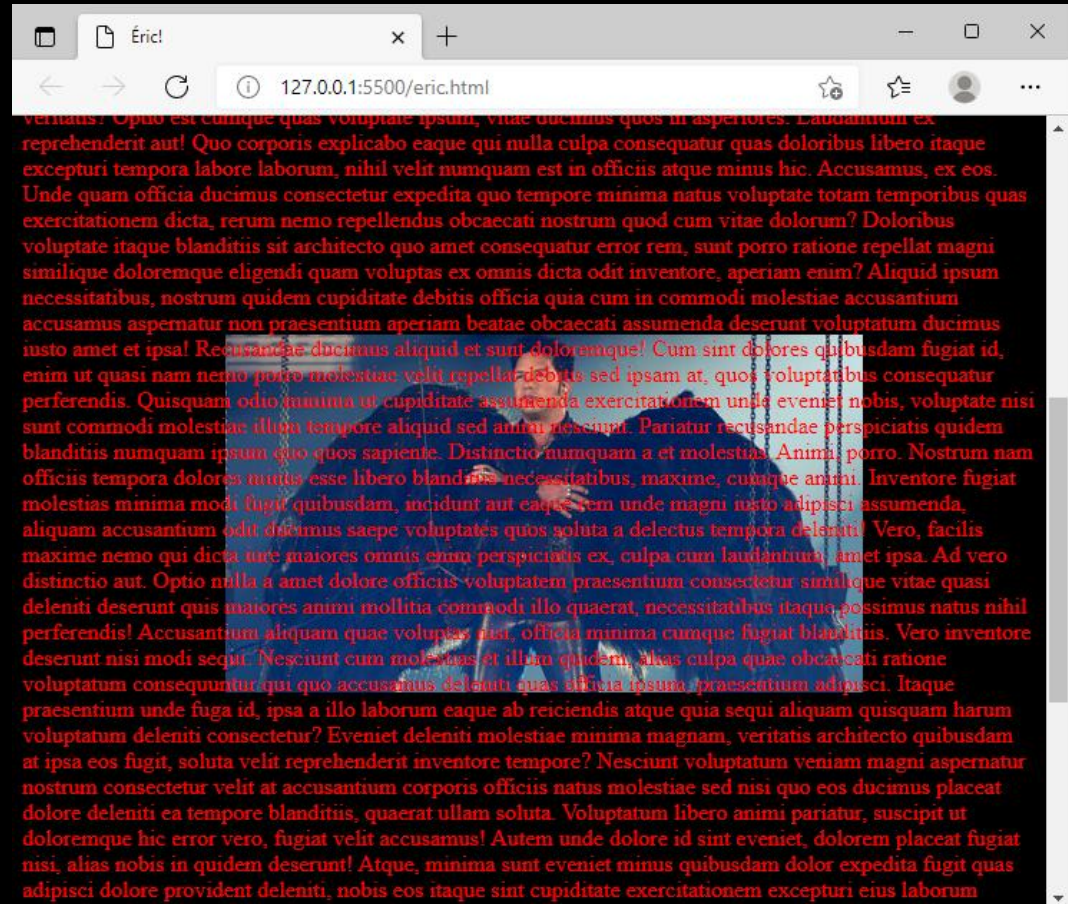 Éric!
127.0.0.1:5500/eric.html
veritatis? Optio est cumque quas voluptate ipsum, vitae ducimus quos in asperiores. Laudantium ex
reprehenderit aut! Quo corporis explicabo eaque qui nulla culpa consequatur quas doloribus libero itaque
excepturi tempora labore laborum, nihil velit numquam est in officiis atque minus hic. Accusamus, ex eos.
Unde quam officia ducimus consectetur expedita quo tempore minima natus voluptate totam temporibus quas
exercitationem dicta, rerum nemo repellendus obcaecati nostrum quod cum vitae dolorum? Doloribus
voluptate itaque blanditiis sit architecto quo amet consequatur error rem, sunt porro ratione repellat magni
similique doloremque eligendi quam voluptas ex omnis dicta odit inventore, aperiam enim? Aliquid ipsum
necessitatibus, nostrum quidem cupiditate debitis officia quia cum in commodi molestiae accusantium
accusamus aspernatur non praesentium aperiam beatae obcaecati assumenda deserunt voluptatum ducimus
iusto amet et ipsa! Recusandae ducimus aliquid et sunt doloremque! Cum sint dolores quibusdam fugiat id,
enim ut quasi nam nemo porro molestiae velit repellat debitis sed ipsam at, quos voluptatibus consequatur
perferendis. Quisquam odio minima ut cupiditate assumenda exercitationem unde eveniet nobis, voluptate nisi
sunt commodi molestiae illum tempore aliquid sed animi nesciunt. Pariatur recusandae perspiciatis quidem
blanditiis numquam ipsum quo quos sapiente. Distinctio numquam a et molestias! Animi, porro. Nostrum nam
officiis tempora dolores minus esse libero blanditiis necessitatibus, maxime, cumque animi. Inventore fugiat
molestias minima modi fugit quibusdam, incidunt aut eaque rem unde magni iusto adipisci assumenda,
aliquam accusantium odit ducimus saepe voluptates quos soluta a delectus tempora deleniti! Vero, facilis
maxime nemo qui dicta iure maiores omnis enim perspiciatis ex, culpa cum laudantium, amet ipsa. Ad vero
distinctio aut. Optio nulla a amet dolore officiis voluptatem praesentium consectetur similique vitae quasi
deleniti deserunt quis maiores animi mollitia commodi illo quaerat, necessitatibus itaque possimus natus nihil
perferendis! Accusantium aliquam quae voluptas nisi, officia minima cumque fugiat blanditiis. Vero inventore
deserunt nisi modi sequi. Nesciunt cum molestias et illum quidem, alias culpa quae obcaecati ratione
voluptatum consequuntur qui quo accusamus deleniti quas officia ipsum, praesentium adipisci. Itaque
praesentium unde fuga id, ipsa a illo laborum eaque ab reiciendis atque quia sequi aliquam quisquam harum
voluptatum deleniti consectetur? Eveniet deleniti molestiae minima magnam, veritatis architecto quibusdam
at ipsa eos fugit, soluta velit reprehenderit inventore tempore? Nesciunt voluptatum veniam magni aspernatur
nostrum consectetur velit at accusantium corporis officiis natus molestiae sed nisi quo eos ducimus placeat
dolore deleniti ea tempore blanditiis, quaerat ullam soluta. Voluptatum libero animi pariatur, suscipit ut
doloremque hic error vero, fugiat velit accusamus! Autem unde dolore id sint eveniet, dolorem placeat fugiat
nisi, alias nobis in quidem deserunt! Atque, minima sunt eveniet minus quibusdam dolor expedita fugit quas
adipisci dolore provident deleniti, nobis eos itaque sint cupiditate exercitationem excepturi eius laborum